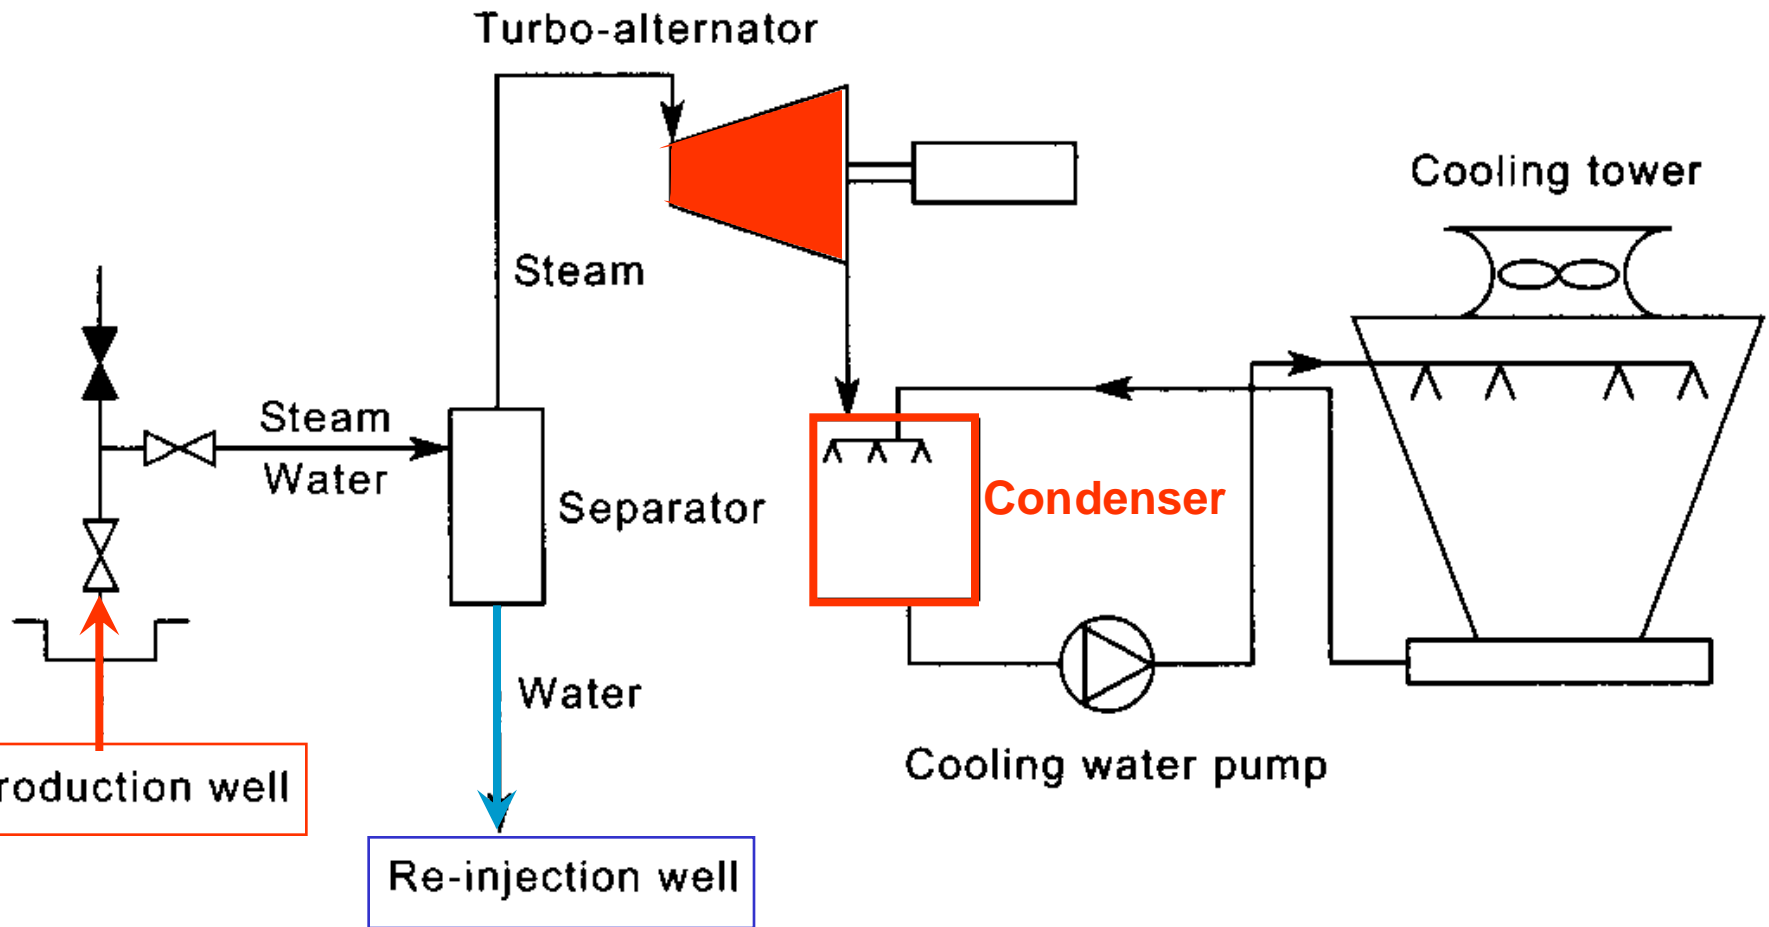 Turbo-alternator
Cooling tower
Steam
Steam
Water
Separator
Condenser
Water
Cooling water pump
roduction well
Re-injection well